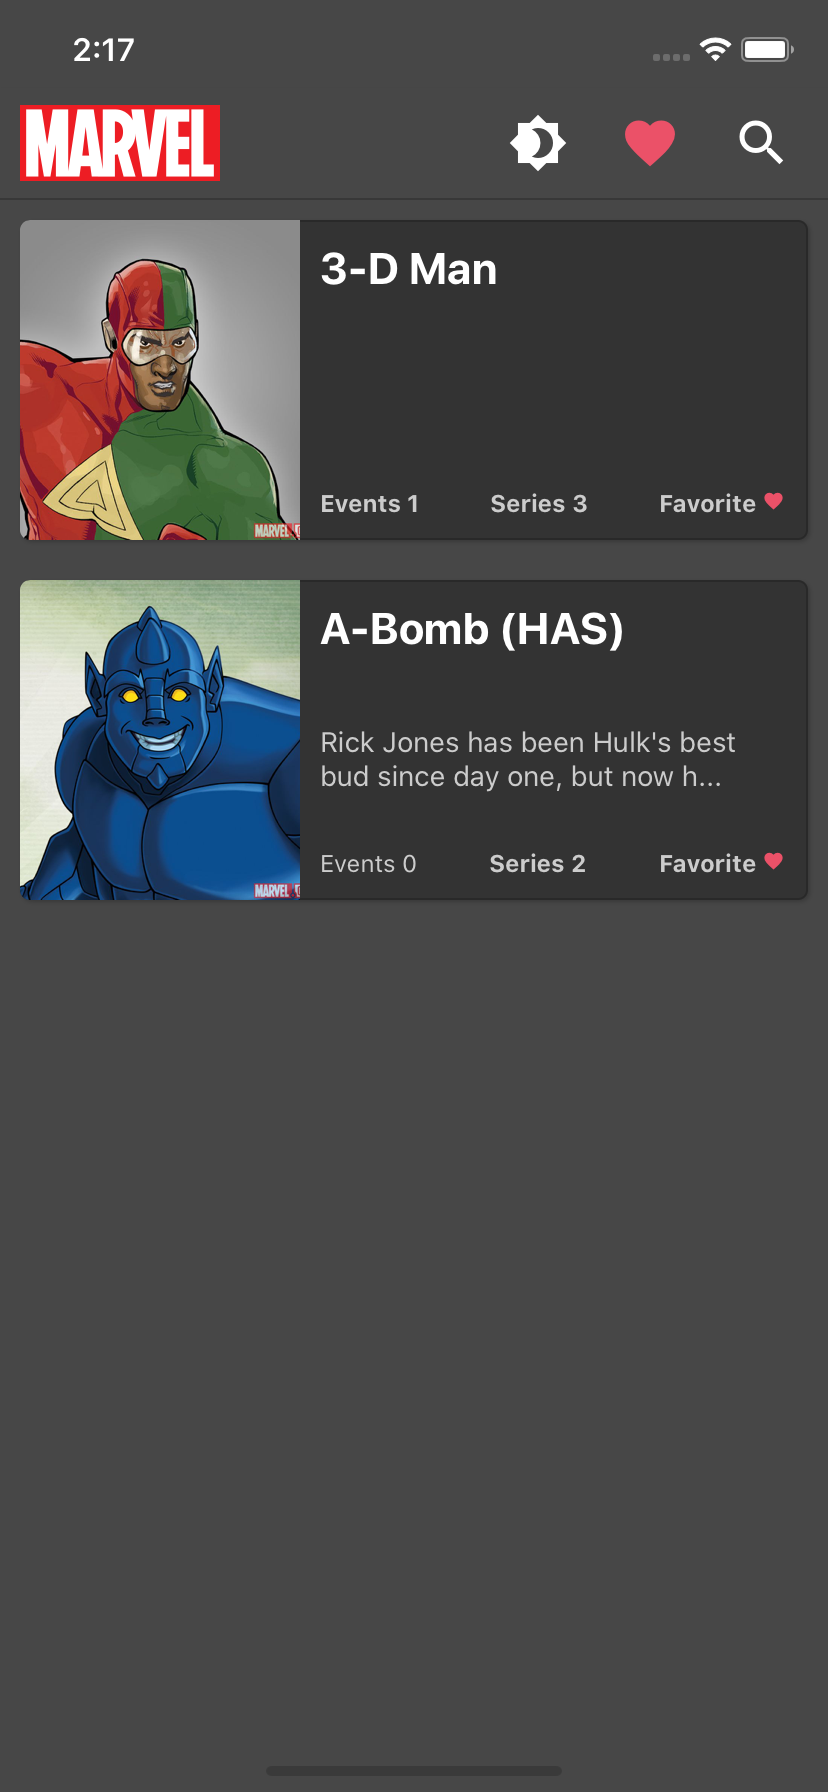 2:17
MARVEL
3-D Man
Events 1 Series 3 Favorite
MARVEL
A-Bomb (HAS)
Rick Jones has been Hulk's best
bud since day one, but now h...
Events 0 Series 2 Favorite
MARVEL